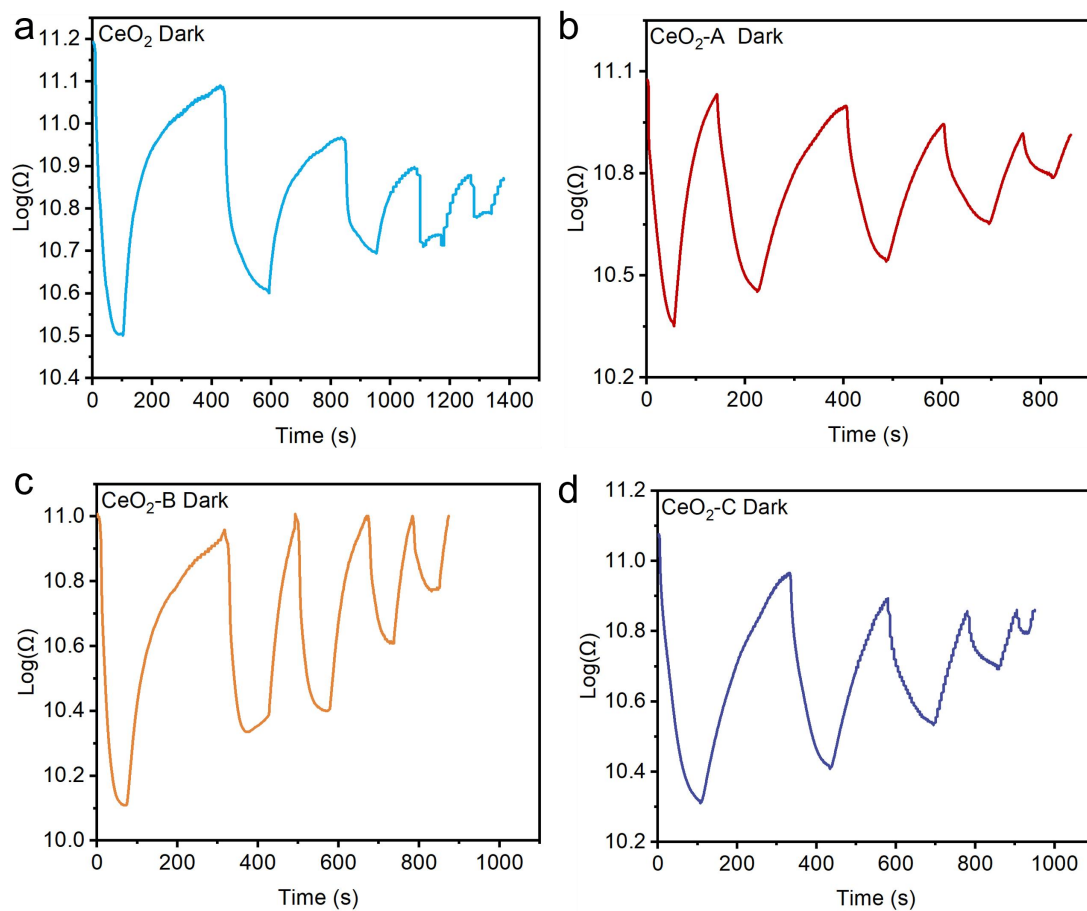 a
CeO₂ Dark
11.2
11.1
11.0
10.9
10.8
10.7
10.6
10.5
10.4
Log(Ω)
0 200 400 600 800 1000 1200 1400
Time (s)
b
CeO₂-A Dark
11.1
10.8
10.5
10.2
Log(Ω)
0 200 400 600 800
Time (s)
c
CeO₂-B Dark
11.0
10.8
10.6
10.4
10.2
10.0
Log(Ω)
0 200 400 600 800 1000
Time (s)
d
CeO₂-C Dark
11.2
11.0
10.8
10.6
10.4
10.2
Log(Ω)
0 200 400 600 800 1000
Time (s)